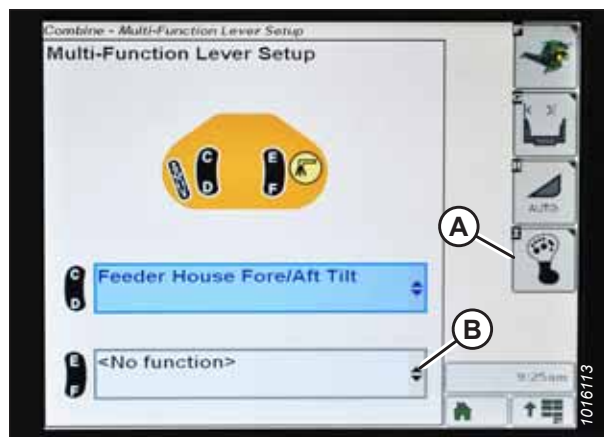 Combine - Multi-Function Lever Setup
Multi-Function Lever Setup
C
D
E
F
AUTO
A
C
D
Feeder House Fore/Aft Tilt
B
E
F
<No function>
9:25am
1016113